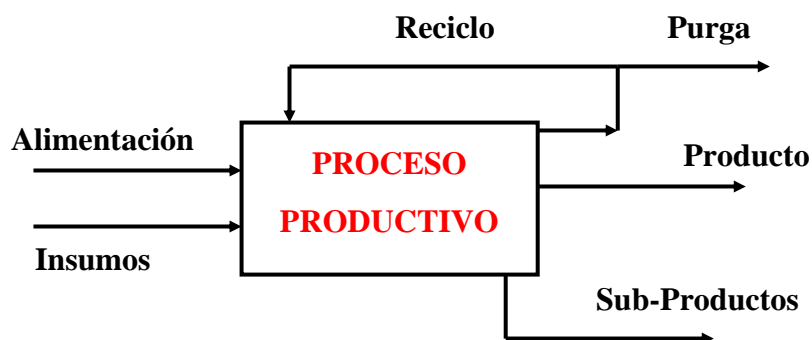 Reciclo
Purga
Alimentación
PROCESO
Producto
PRODUCTIVO
Insumos
Sub-Productos